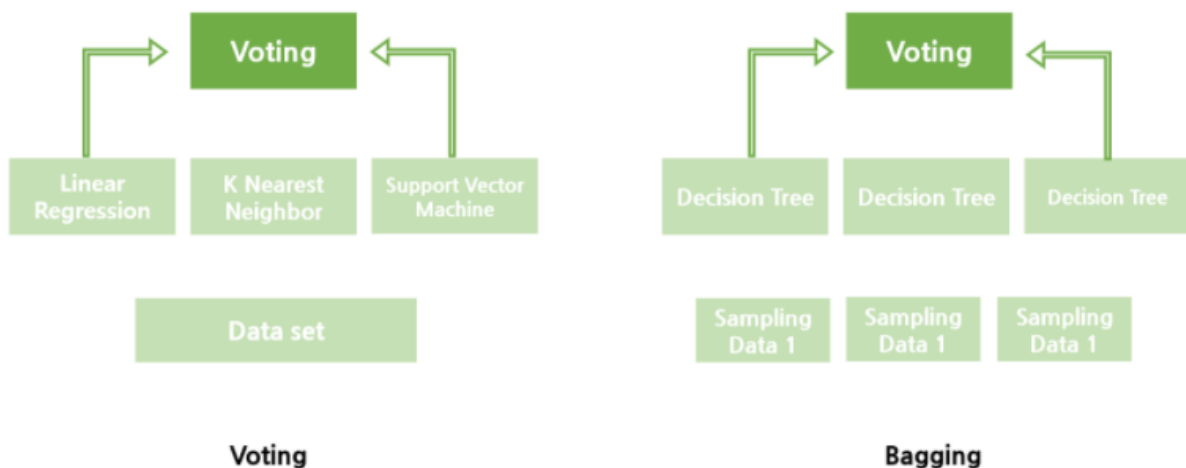 Voting
Voting
Linear
Regression
K Nearest
Neighbor
Support Vector
Machine
Decision Tree
Decision Tree
Decision Tree
Data set
Sampling
Data 1
Sampling
Data 1
Sampling
Data 1
Voting
Bagging